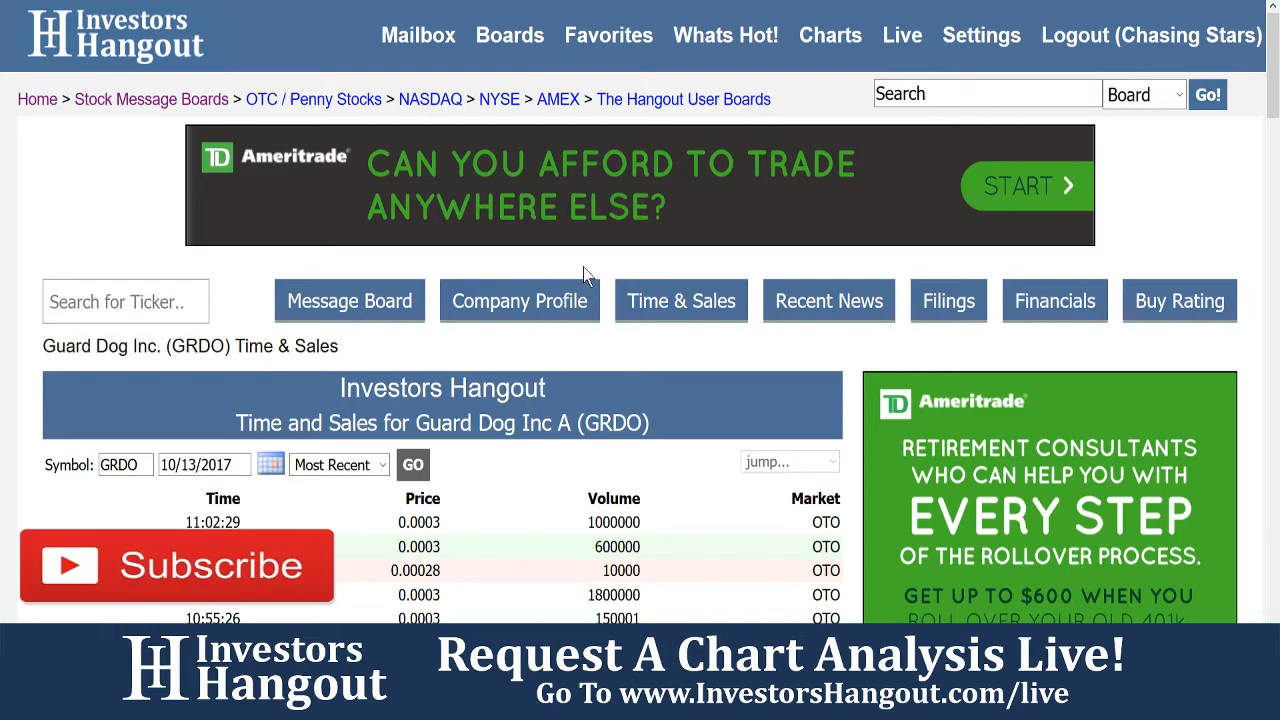 Investors
Hangout
Mailbox Boards Favorites Whats Hot! Charts Live Settings Logout (Chasing Stars)
Home > Stock Message Boards > OTC / Penny Stocks > NASDAQ > NYSE > AMEX > The Hangout User Boards
Search Board Go!
TD Ameritrade®
CAN YOU AFFORD TO TRADE
ANYWHERE ELSE?
START
Search for Ticker..
Message Board Company Profile Time & Sales Recent News Filings Financials Buy Rating
Guard Dog Inc. (GRDO) Time & Sales
Investors Hangout
Time and Sales for Guard Dog Inc A (GRDO)
Symbol: GRDO 10/13/2017 Most Recent GO jump...
Time Price Volume Market
11:02:29 0.0003 1000000 OTO
0.0003 600000 OTO
0.00028 10000 OTO
0.0003 1800000 OTO
10:55:26 0.0003 150001 OTO
Subscribe
TD Ameritrade®
RETIREMENT CONSULTANTS
WHO CAN HELP YOU WITH
EVERY STEP
OF THE ROLLOVER PROCESS.
GET UP TO $600 WHEN YOU
ROLL OVER YOUR OLD 401k
Investors
Hangout
Request A Chart Analysis Live!
Go To www.InvestorsHangout.com/live